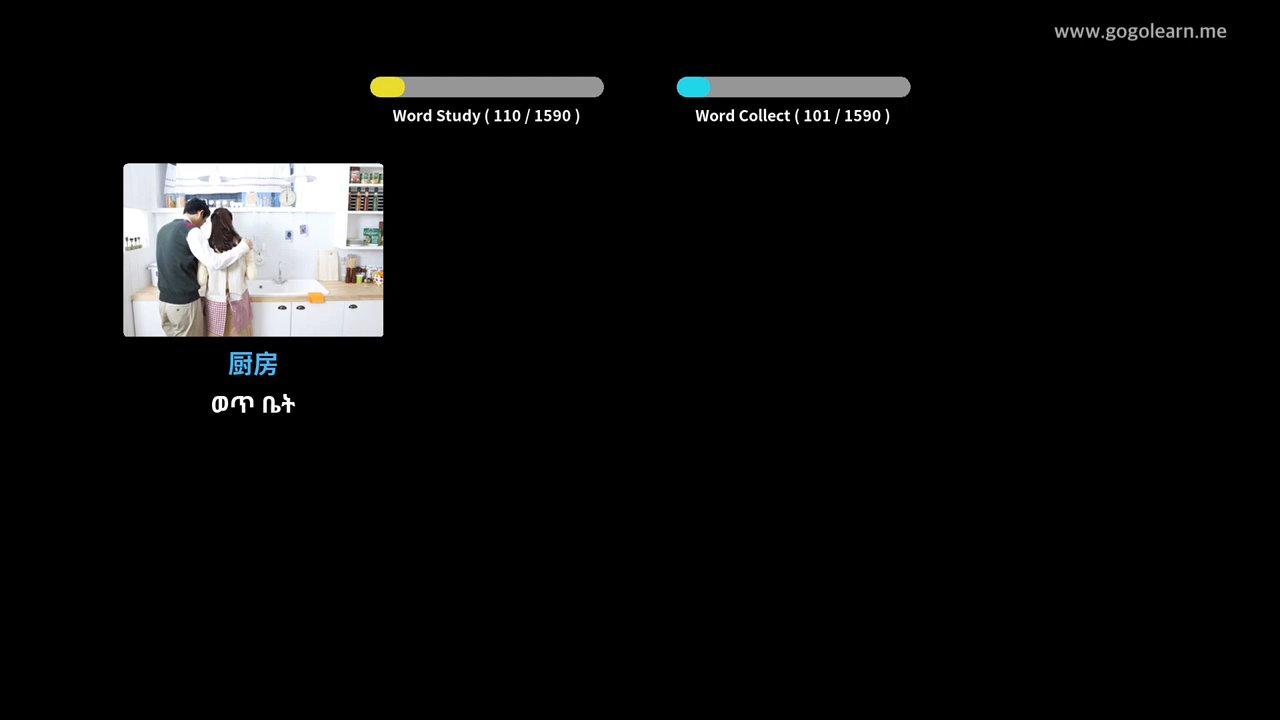 www.gogolearn.me
Word Study ( 110 / 1590 )
Word Collect ( 101 / 1590 )
厨房
ወጥ ቤት